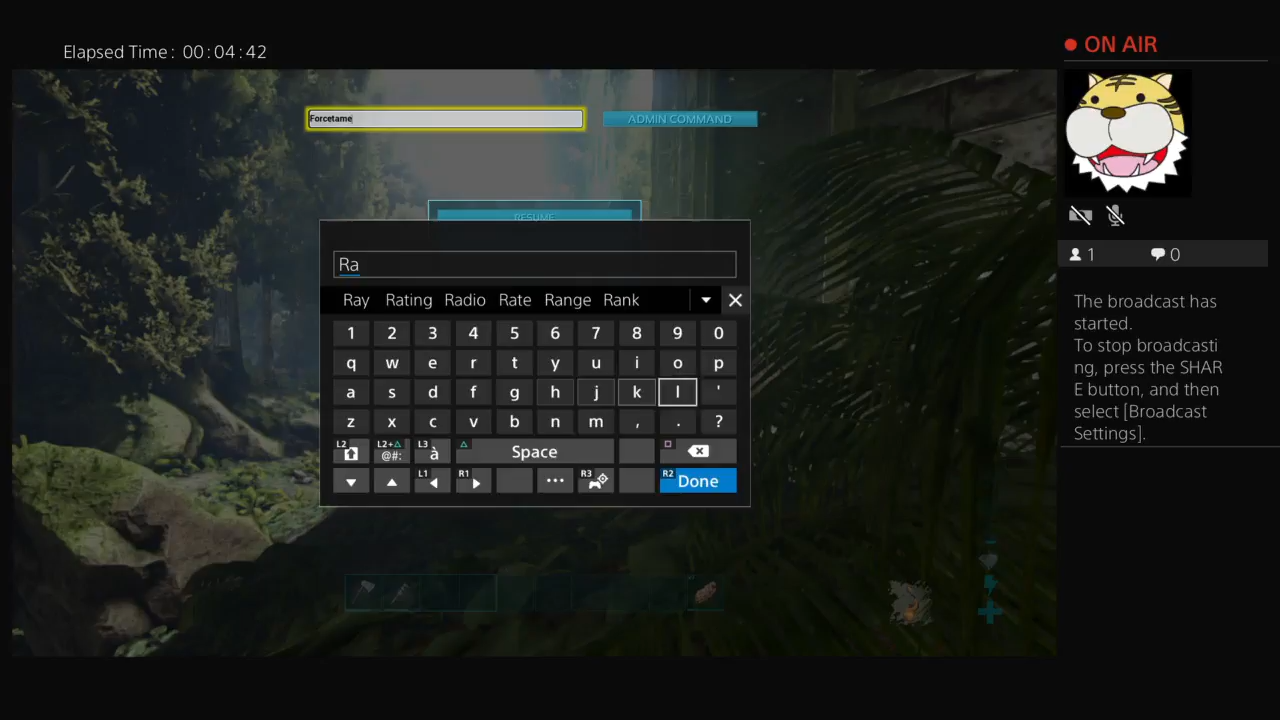 Elapsed Time: 00:04:42
ON AIR
Forcetame
ADMIN COMMAND
RESUME
Ra
Ray Rating Radio Rate Range Rank
1 2 3 4 5 6 7 8 9 0
q w e r t y u i o p
a s d f g h j k l '
z x c v b n m , . ?
L2 L2+△ @#: L3 à △ Space
L1 R1 ... R3 R2 Done
1 0
The broadcast has
started.
To stop broadcasti
ng, press the SHAR
E button, and then
select [Broadcast
Settings].